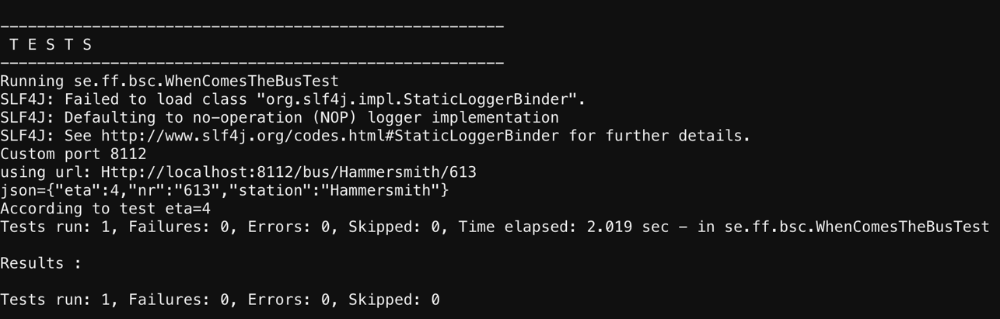 -------------------------------------------------------
 T E S T S
-------------------------------------------------------
Running se.ff.bsc.WhenComesTheBusTest
SLF4J: Failed to load class "org.slf4j.impl.StaticLoggerBinder".
SLF4J: Defaulting to no-operation (NOP) logger implementation
SLF4J: See http://www.slf4j.org/codes.html#StaticLoggerBinder for further details.
Custom port 8112
using url: Http://localhost:8112/bus/Hammersmith/613
json={"eta":4,"nr":"613","station":"Hammersmith"}
According to test eta=4
Tests run: 1, Failures: 0, Errors: 0, Skipped: 0, Time elapsed: 2.019 sec - in se.ff.bsc.WhenComesTheBusTest
Results :
Tests run: 1, Failures: 0, Errors: 0, Skipped: 0